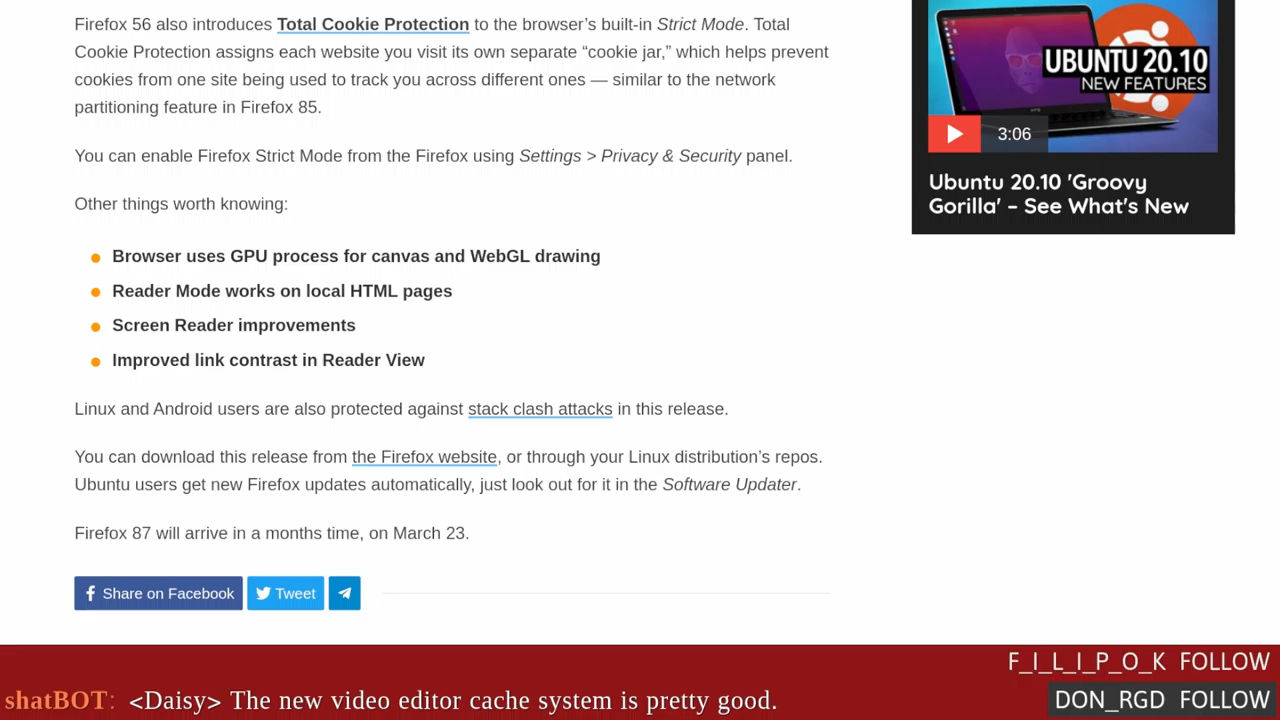 Firefox 56 also introduces Total Cookie Protection to the browser’s built-in Strict Mode. Total
Cookie Protection assigns each website you visit its own separate “cookie jar,” which helps prevent
cookies from one site being used to track you across different ones — similar to the network
partitioning feature in Firefox 85.
You can enable Firefox Strict Mode from the Firefox using Settings > Privacy & Security panel.
Other things worth knowing:
Browser uses GPU process for canvas and WebGL drawing
Reader Mode works on local HTML pages
Screen Reader improvements
Improved link contrast in Reader View
Linux and Android users are also protected against stack clash attacks in this release.
You can download this release from the Firefox website, or through your Linux distribution’s repos.
Ubuntu users get new Firefox updates automatically, just look out for it in the Software Updater.
Firefox 87 will arrive in a months time, on March 23.
Share on Facebook
Tweet
UBUNTU 20.10
NEW FEATURES
3:06
Ubuntu 20.10 'Groovy
Gorilla' – See What's New
F_I_L_I_P_O_K FOLLOW
shatBOT: <Daisy> The new video editor cache system is pretty good.
DON_RGD FOLLOW